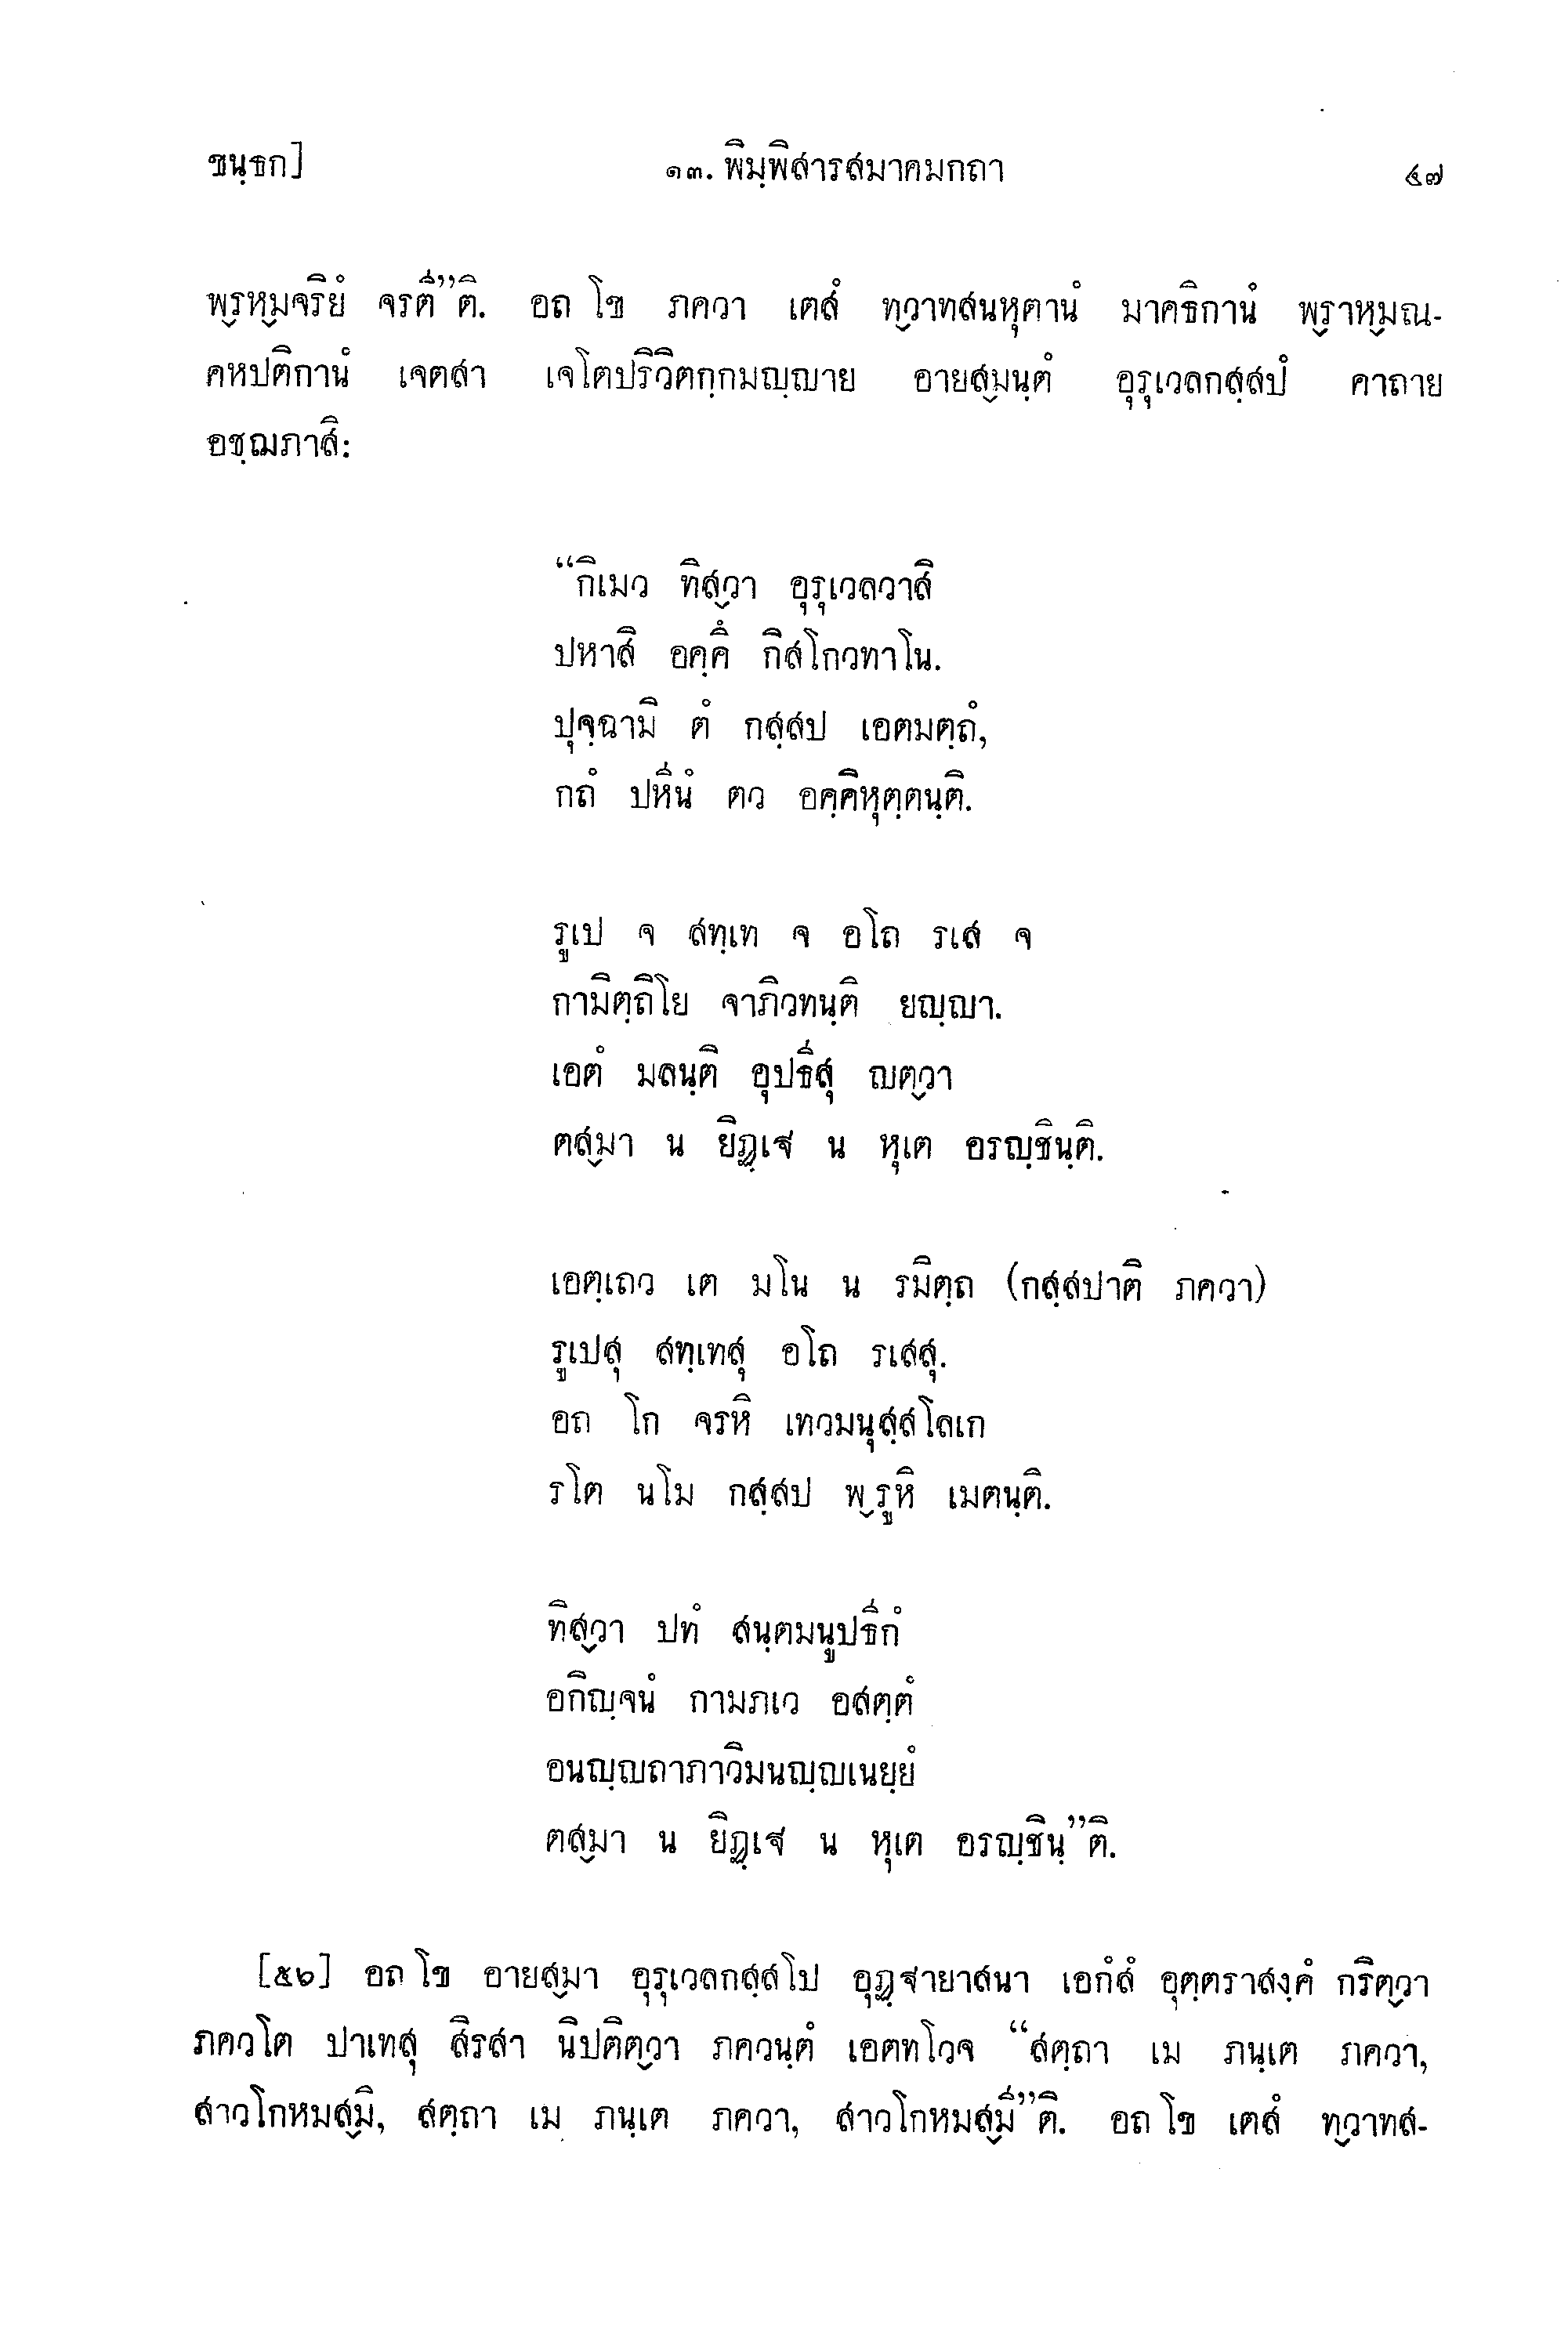 ขนฺธก] ๑๓. พิมฺพิสารสมาคมกถา ๔๗
พ๎รห๎มจริยํ จรตี”ติ. อถ โข ภควา เตสํ ท๎วาทสนหุตานํ มาคธิกานํ พ๎ราห๎มณ-
คหปติกานํ เจตสา เจโตปริวิตกฺกมญฺญาย อายส๎มนฺตํ อุรุเวลกสฺสปํ คาถาย
อชฺฌภาสิ:
“กิเมว ทิส๎วา อุรุเวลวาสิ
ปหาสิ อคฺคึ กิสโกวทาโน.
ปุจฺฉามิ ตํ กสฺสป เอตมตฺถํ,
กถํ ปหีนํ ตว อคฺคิหุตฺตนฺติ.
รูเป จ สทฺเท จ อโถ รเส จ
กามิตฺถิโย จาภิวทนฺติ ยญฺญา.
เอตํ มลนฺติ อุปธีสุ ญต๎วา
ตส๎มา น ยิฏฺเฐ น หุเต อรญฺชินฺติ.
เอตฺเถว เต มโน น รมิตฺถ (กสฺสปาติ ภควา)
รูเปสุ สทฺเทสุ อโถ รเสสุ.
อถ โก จรหิ เทวมนุสฺสโลเก
รโต นโม กสฺสป พ๎รูหิ เมตนฺติ.
ทิส๎วา ปทํ สนฺตมนูปธีกํ
อกิญฺจนํ กามภเว อสตฺตํ
อนญฺญถาภาวิมนญฺญเนยฺยํ
ตส๎มา น ยิฏฺเฐ น หุเต อรญฺชินฺ”ติ.
[๕๖] อถ โข อายส๎มา อุรุเวลกสฺสโป อุฏฺฐายาสนา เอกํสํ อุตฺตราสงฺคํ กริต๎วา
ภควโต ปาเทสุ สิรสา นิปติต๎วา ภควนฺตํ เอตทโวจ “สตฺถา เม ภนฺเต ภควา,
สาวโกหมส๎มิ, สตฺถา เม ภนฺเต ภควา, สาวโกหมส๎มี”ติ. อถ โข เตสํ ท๎วาทส-